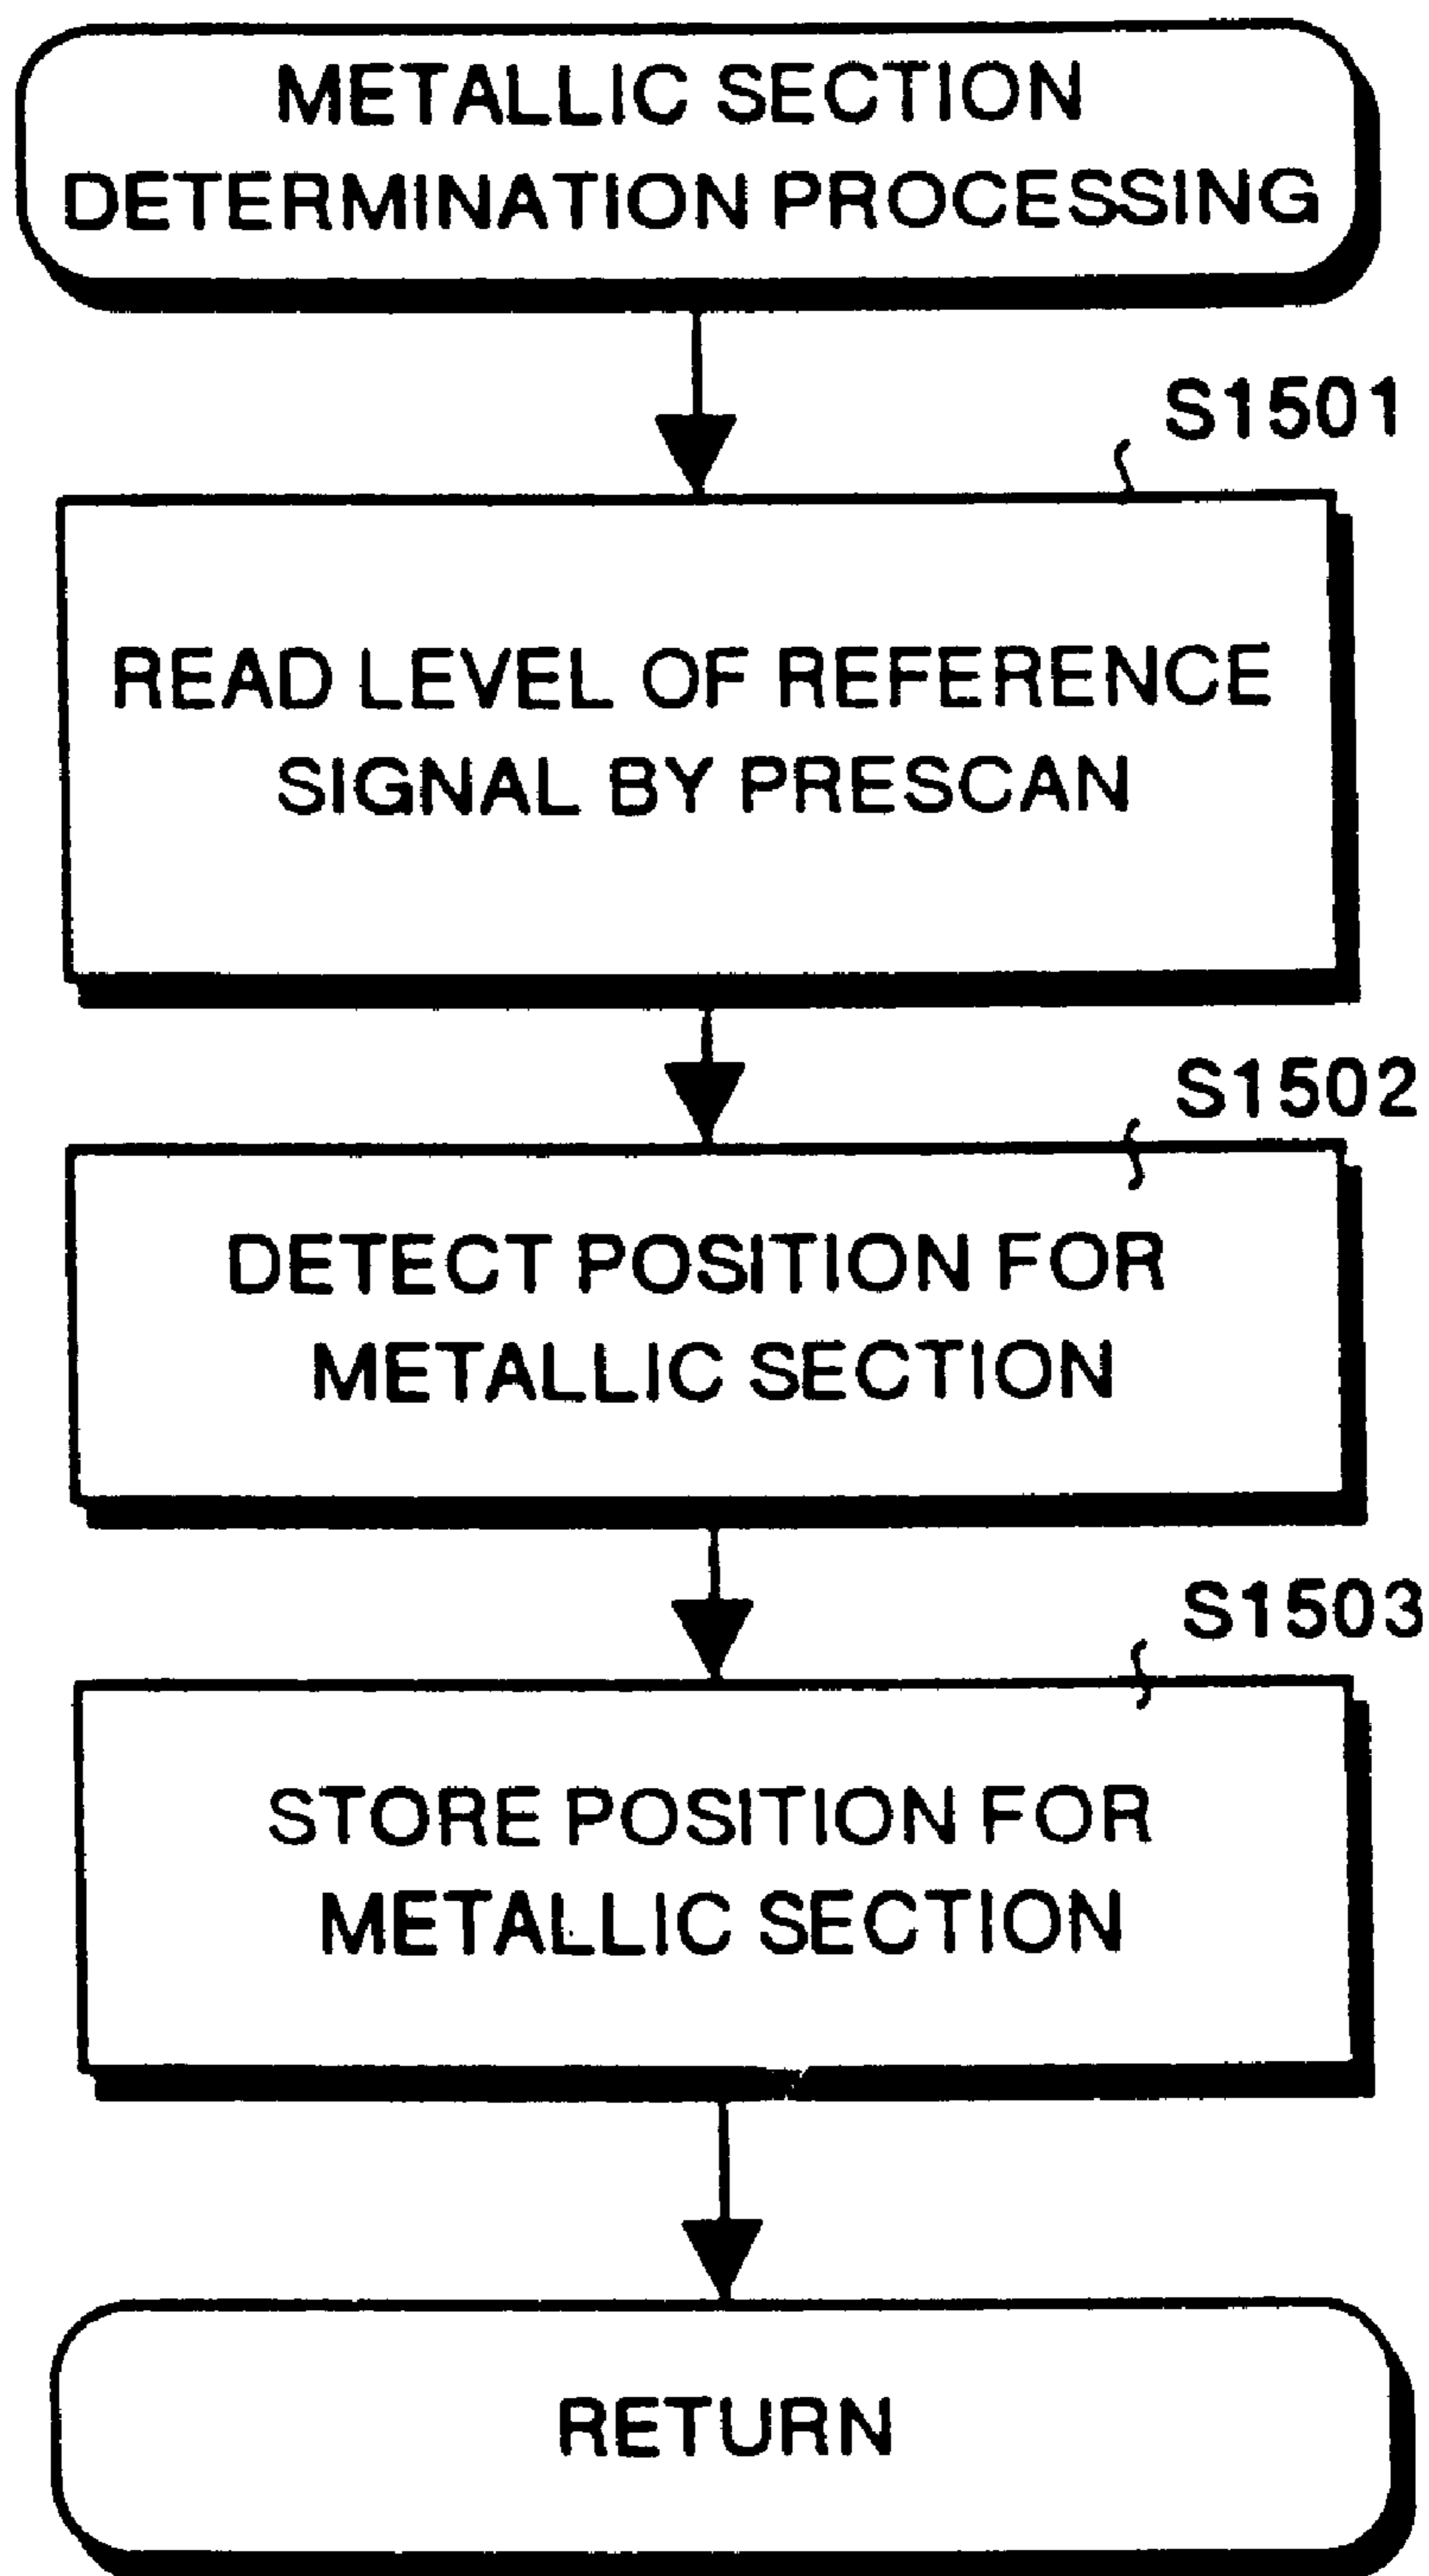 METALLIC SECTION
DETERMINATION PROCESSING
S1501
READ LEVEL OF REFERENCE
SIGNAL BY PRESCAN
S1502
DETECT POSITION FOR
METALLIC SECTION
S1503
STORE POSITION FOR
METALLIC SECTION
RETURN